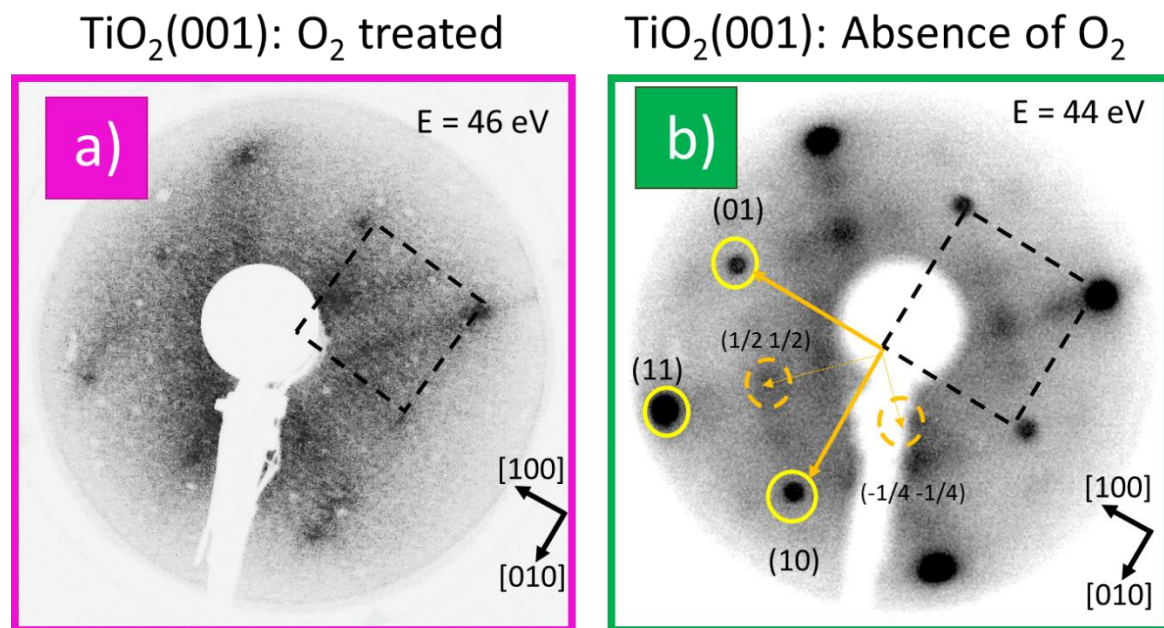 TiO₂(001): O₂ treated
TiO₂(001): Absence of O₂
a)
E = 46 eV
[100]
[010]
b)
E = 44 eV
(01)
(1/2 1/2)
(11)
(-1/4 -1/4)
(10)
[100]
[010]